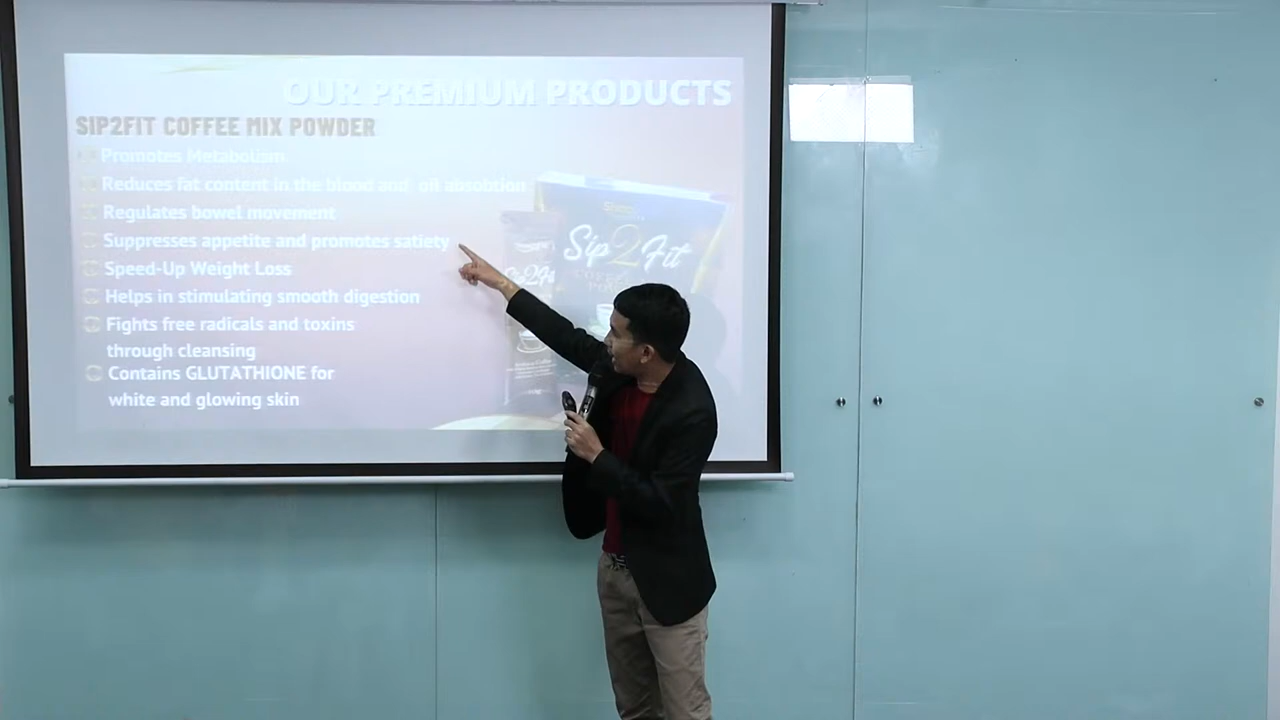 OUR PREMIUM PRODUCTS
SIP2FIT COFFEE MIX POWDER
Promotes Metabolism
Reduces fat content in the blood and oil absobtion
Regulates bowel movement
Suppresses appetite and promotes satiety
Speed-Up Weight Loss
Helps in stimulating smooth digestion
Fights free radicals and toxins
through cleansing
Contains GLUTATHIONE for
white and glowing skin
Sip2Fit